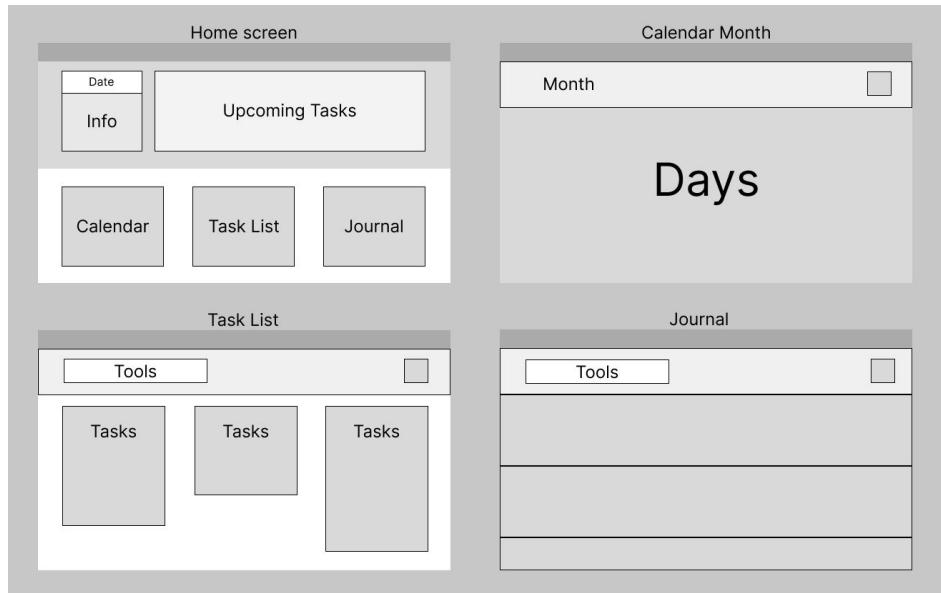 Home screen
Date
Info
Upcoming Tasks
Calendar
Task List
Journal
Calendar Month
Month
Days
Task List
Tools
Tasks
Tasks
Tasks
Journal
Tools